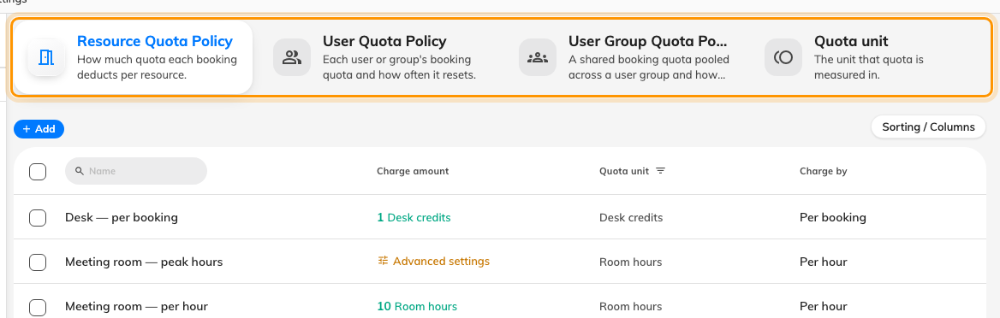 Resource Quota Policy
How much quota each booking
deducts per resource.
User Quota Policy
Each user or group's booking
quota and how often it resets.
User Group Quota Po...
A shared booking quota pooled
across a user group and how...
Quota unit
The unit that quota is
measured in.
+ Add
Sorting / Columns
Name
Charge amount
Quota unit
Charge by
Desk — per booking
1 Desk credits
Desk credits
Per booking
Meeting room — peak hours
Advanced settings
Room hours
Per hour
Meeting room — per hour
10 Room hours
Room hours
Per hour